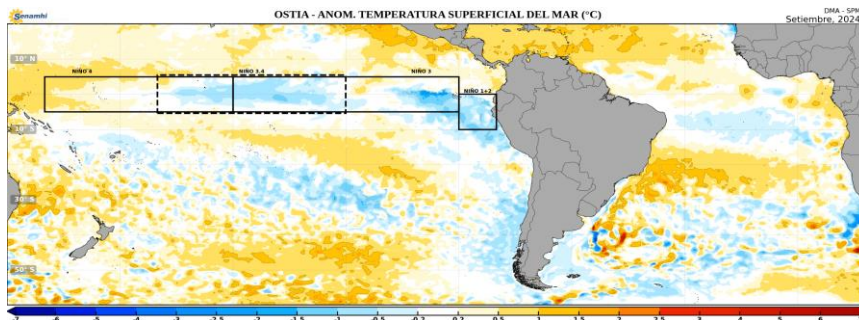 Senamhi
OSTIA - ANOM. TEMPERATURA SUPERFICIAL DEL MAR (°C)
DMA - SPM
Setiembre, 2024
10° N
NIÑO 4
NIÑO 3.4
NIÑO 3
NIÑO 1+2
10° S
30° S
50° S
-7 -6 -5 -4 -3 -2.5 -2 -1.5 -1 -0.5 -0.2 0.2 0.5 1 1.5 2 2.5 3 4 5 6